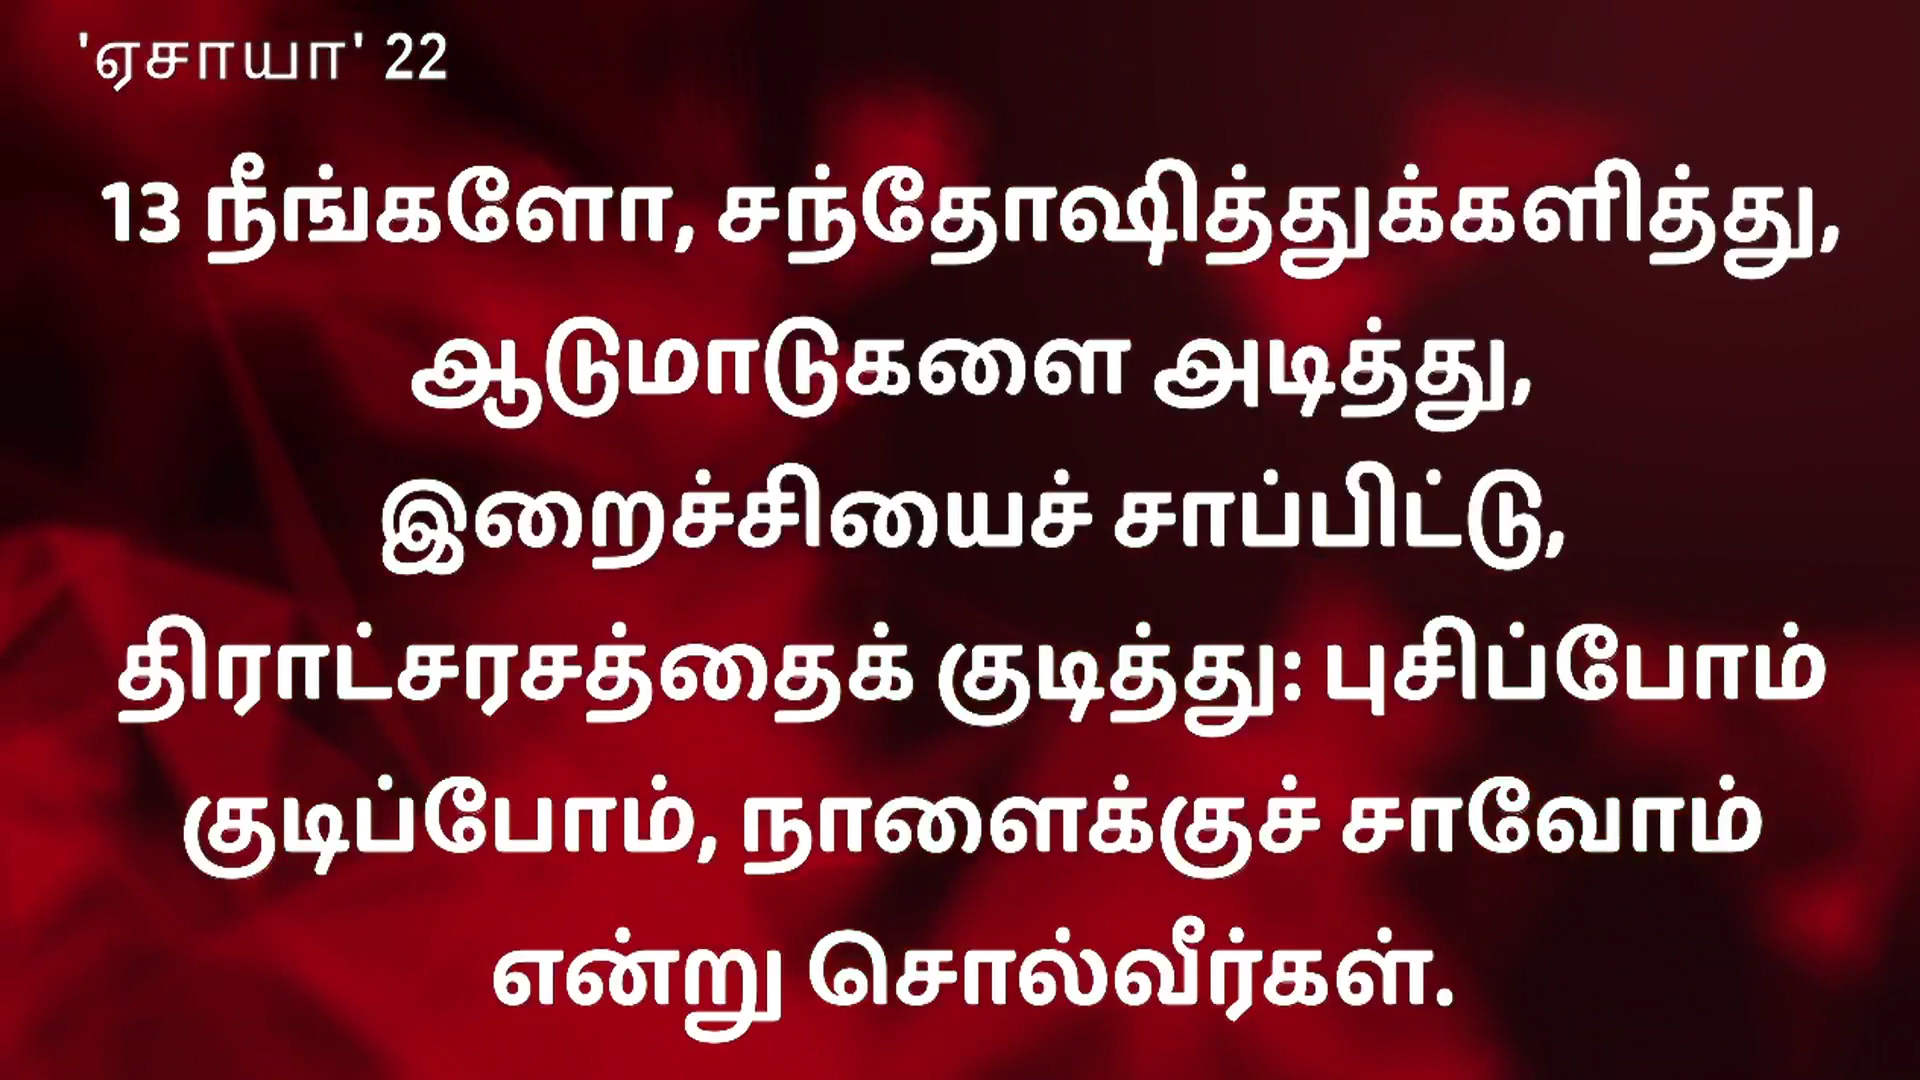 'ஏசாயா' 22
13 நீங்களோ, சந்தோஷித்துக்களித்து,
ஆடுமாடுகளை அடித்து,
இறைச்சியைச் சாப்பிட்டு,
திராட்சரசத்தைக் குடித்து: புசிப்போம்
குடிப்போம், நாளைக்குச் சாவோம்
என்று சொல்வீர்கள்.